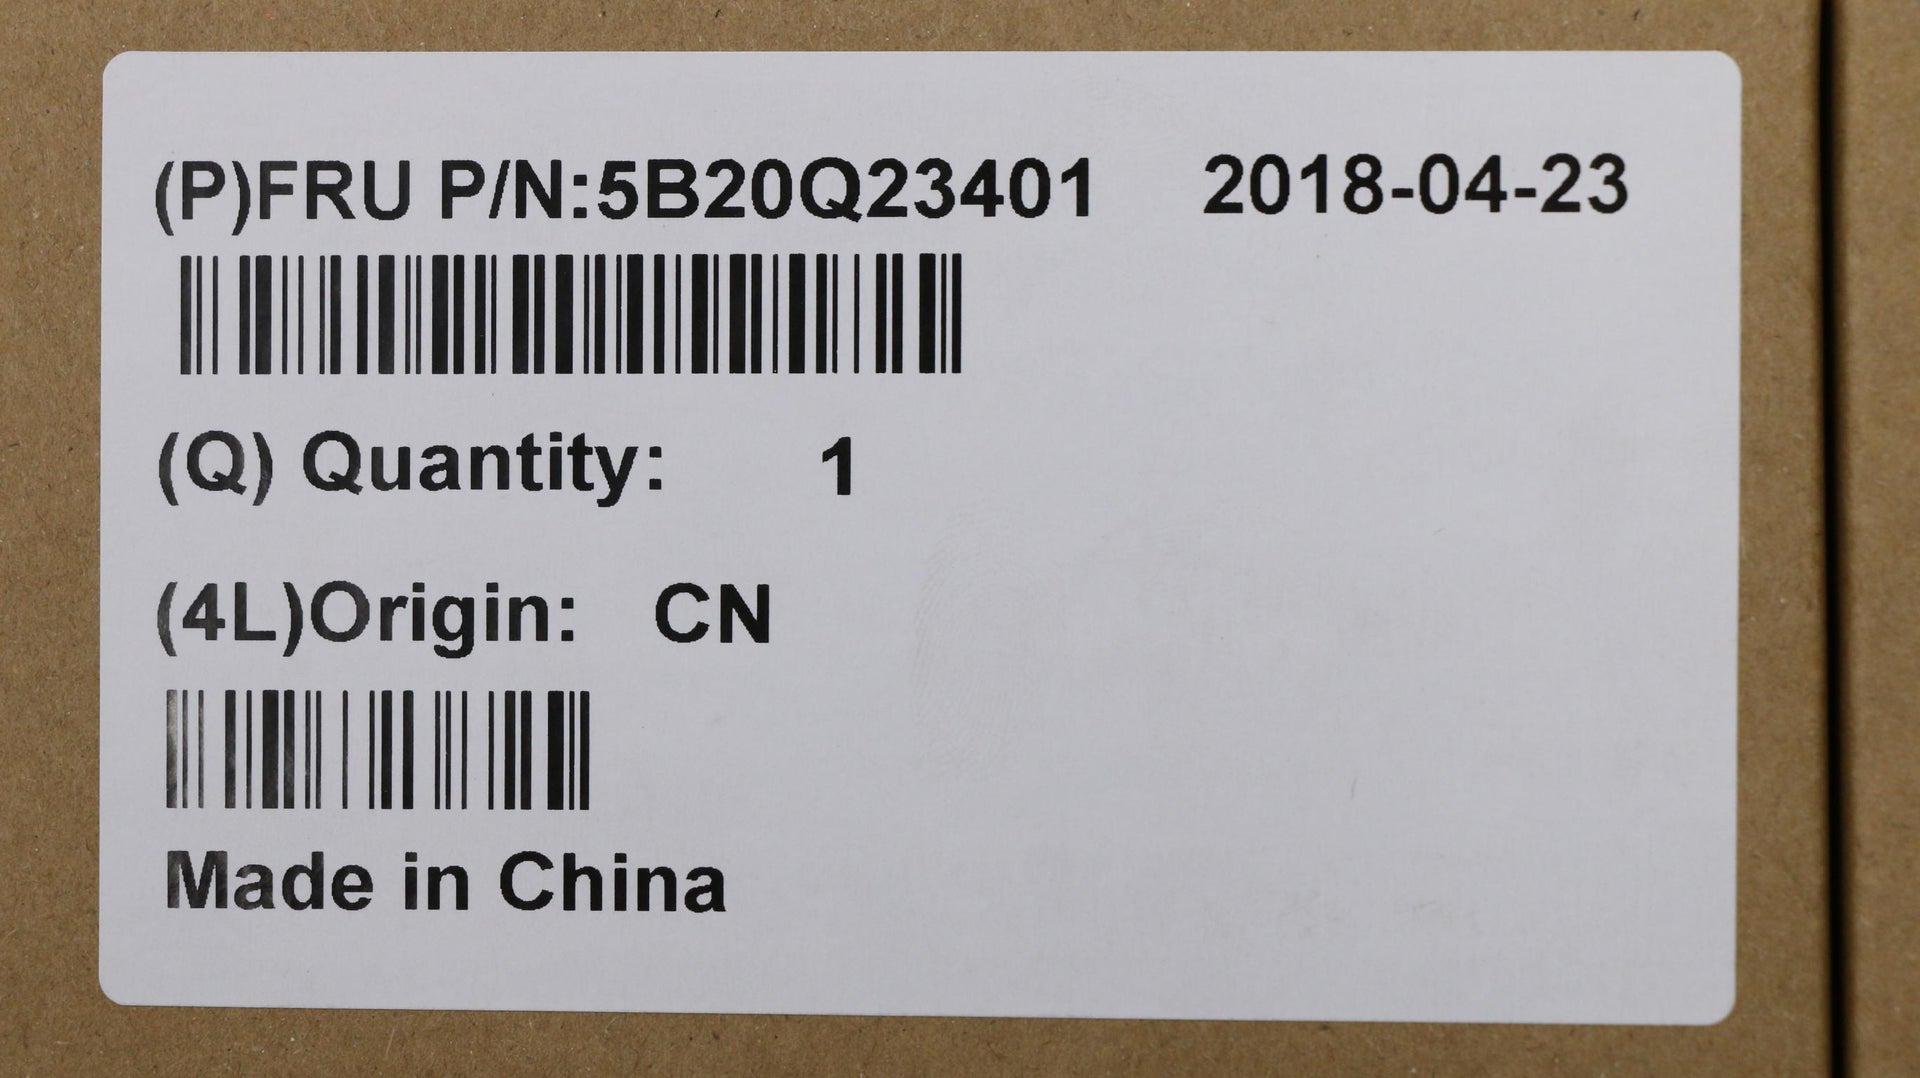 (P)FRU P/N:5B20Q23401 2018-04-23
(Q) Quantity: 1
(4L)Origin: CN
Made in China